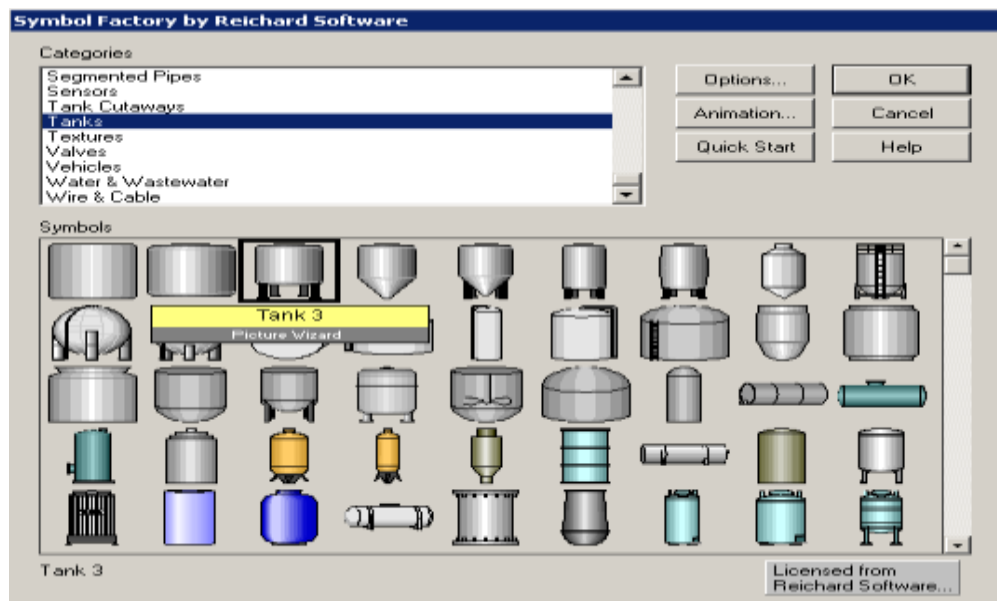 Symbol Factory by Reichard Software
Categories
Segmented Pipes
Sensors
Tank Cutaways
Tanks
Textures
Valves
Vehicles
Water & Wastewater
Wire & Cable
Options...
OK
Animation...
Cancel
Quick Start
Help
Symbols
Tank 3
Picture Wizard
Tank 3
Licensed from
Reichard Software...